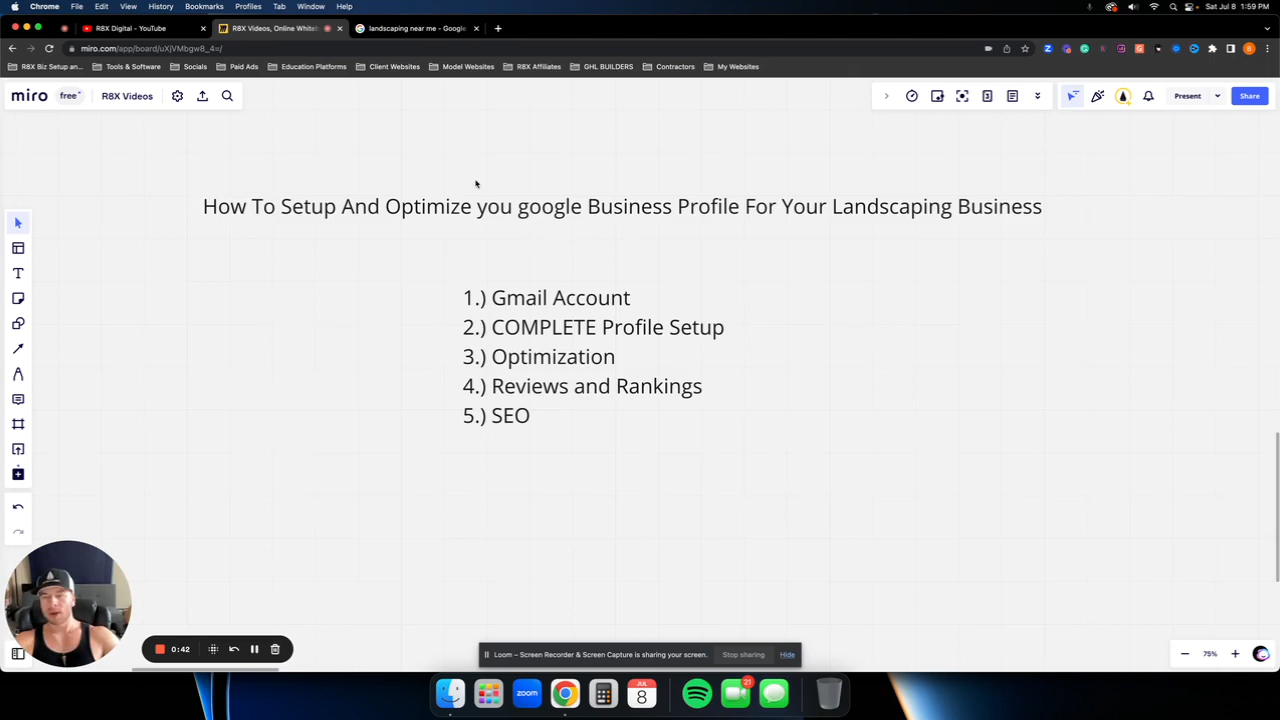 Chrome File Edit View History Bookmarks Profiles Tab Window Help Sat Jul 8 1:59 PM
R8X Digital - YouTube R8X Videos, Online Whiteb landscaping near me - Google
miro.com/app/board/uXjVMbgw8_4=/
R8X Biz Setup an... Tools & Software Socials Paid Ads Education Platforms Client Websites Model Websites R8X Affiliates GHL BUILDERS Contractors My Websites
miro free R8X Videos Present Share
How To Setup And Optimize you google Business Profile For Your Landscaping Business
1.) Gmail Account
2.) COMPLETE Profile Setup
3.) Optimization
4.) Reviews and Rankings
5.) SEO
0:42
Loom – Screen Recorder & Screen Capture is sharing your screen. Stop sharing Hide
75%
JUL
8
zoom
21